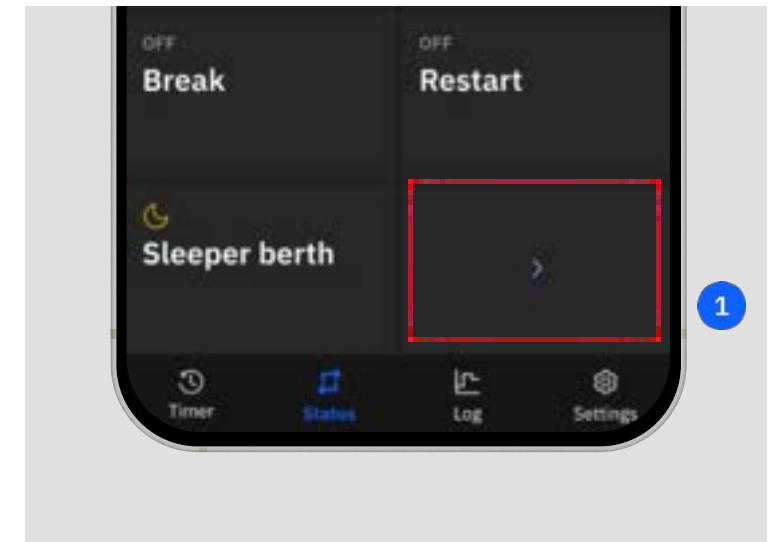 OFF
Break
OFF
Restart
Sleeper berth
1
Timer
Status
Log
Settings